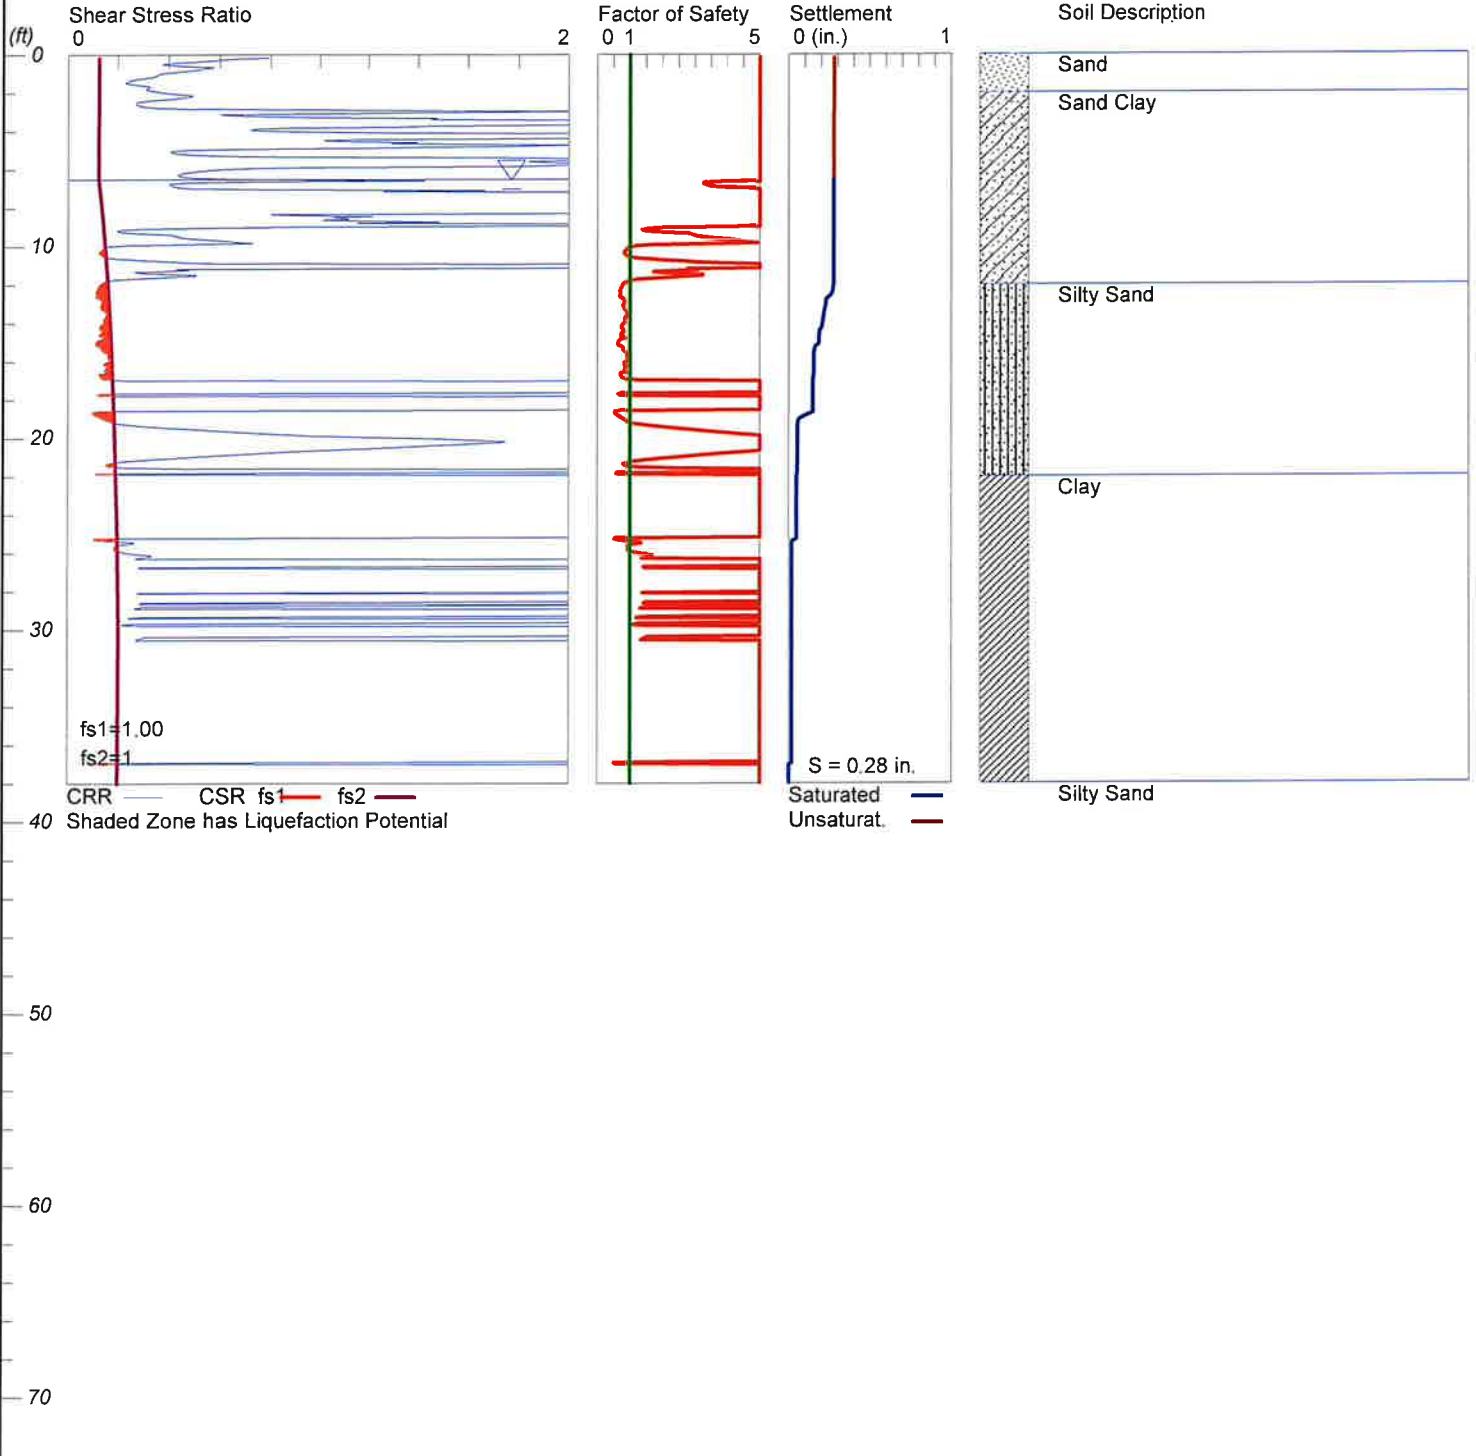 Shear Stress Ratio
Factor of Safety
Settlement
Soil Description
(ft)
0
2
0 1
5
0 (in.)
1
0
Sand
Sand Clay
10
Silty Sand
20
Clay
30
fs1=1.00
fs2=1
S = 0.28 in.
CRR
CSR fs1
fs2
Shaded Zone has Liquefaction Potential
Saturated
Unsaturat.
Silty Sand
40
50
60
70